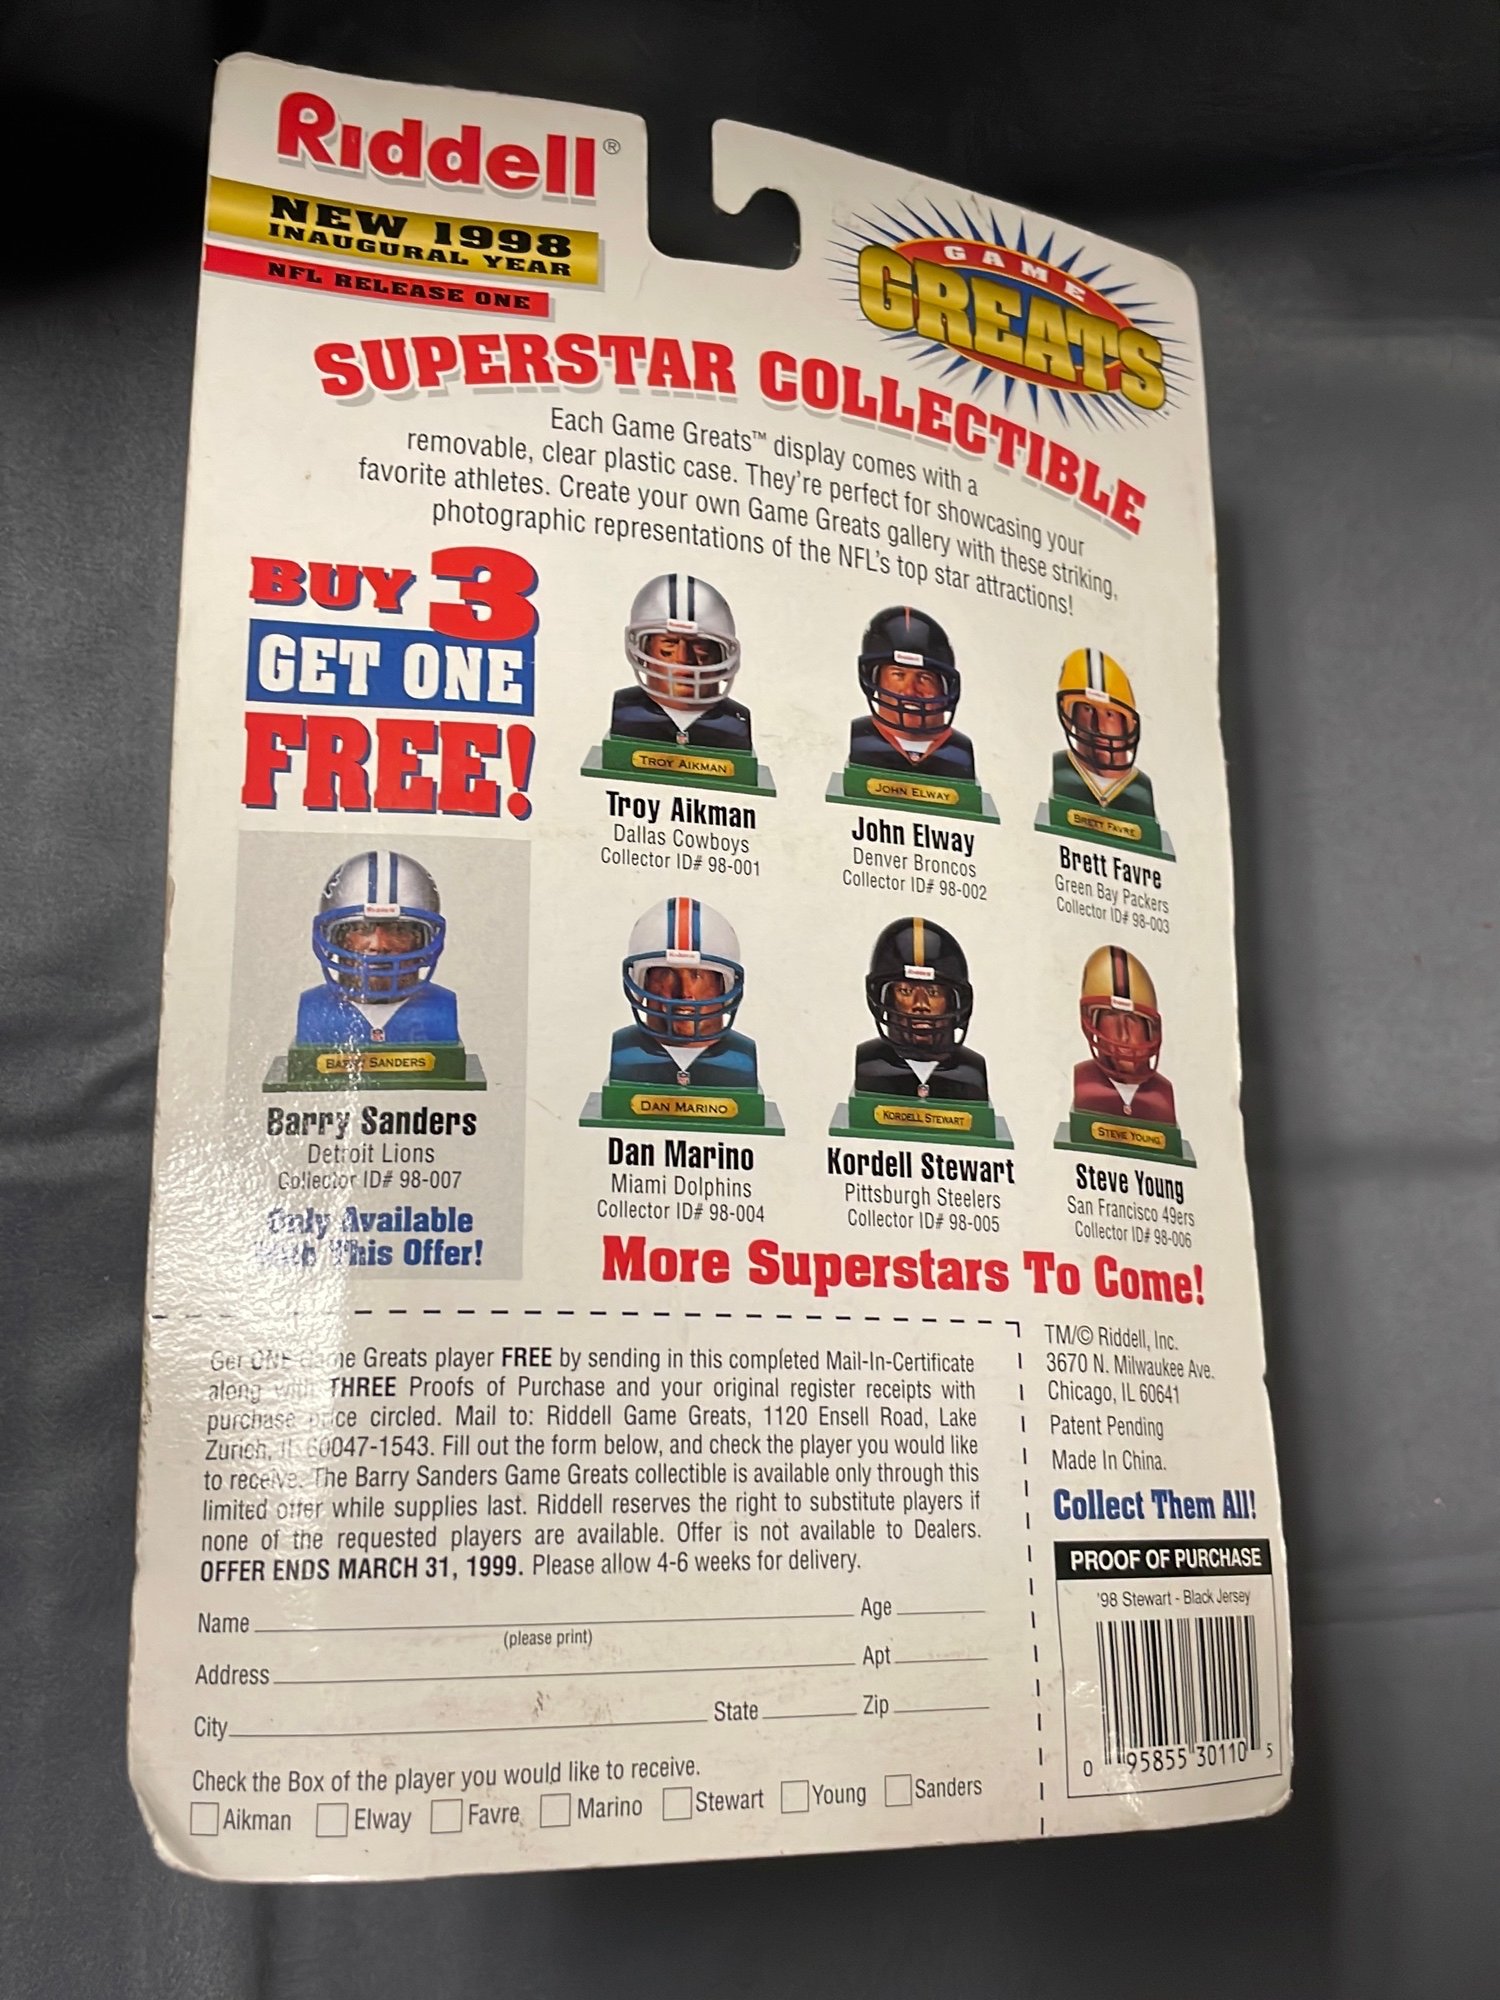 Riddell®
NEW 1998
INAUGURAL YEAR
NFL RELEASE ONE
GAME
GREATS
SUPERSTAR COLLECTIBLE
Each Game Greats™ display comes with a
removable, clear plastic case. They're perfect for showcasing your
favorite athletes. Create your own Game Greats gallery with these striking,
photographic representations of the NFL's top star attractions!
BUY 3
GET ONE
FREE!
TROY AIKMAN
Troy Aikman
Dallas Cowboys
Collector ID# 98-001
JOHN ELWAY
John Elway
Denver Broncos
Collector ID# 98-002
BRETT FAVRE
Brett Favre
Green Bay Packers
Collector ID# 98-003
BARRY SANDERS
Barry Sanders
Detroit Lions
Collector ID# 98-007
Only Available
With This Offer!
DAN MARINO
Dan Marino
Miami Dolphins
Collector ID# 98-004
KORDELL STEWART
Kordell Stewart
Pittsburgh Steelers
Collector ID# 98-005
STEVE YOUNG
Steve Young
San Francisco 49ers
Collector ID# 98-006
More Superstars To Come!
Get ONE Game Greats player FREE by sending in this completed Mail-In-Certificate
along with THREE Proofs of Purchase and your original register receipts with
purchase price circled. Mail to: Riddell Game Greats, 1120 Ensell Road, Lake
Zurich, IL 60047-1543. Fill out the form below, and check the player you would like
to receive. The Barry Sanders Game Greats collectible is available only through this
limited offer while supplies last. Riddell reserves the right to substitute players if
none of the requested players are available. Offer is not available to Dealers.
OFFER ENDS MARCH 31, 1999. Please allow 4-6 weeks for delivery.
Name Age
(please print)
Address Apt
City State Zip
Check the Box of the player you would like to receive.
Aikman Elway Favre Marino Stewart Young Sanders
TM/© Riddell, Inc.
3670 N. Milwaukee Ave.
Chicago, IL 60641
Patent Pending
Made In China.
Collect Them All!
PROOF OF PURCHASE
'98 Stewart - Black Jersey
0 95855 30110 5